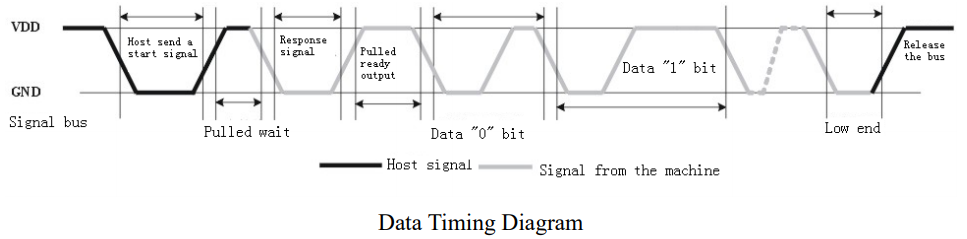 VDD
Host send a
start signal
Response
signal
Pulled
ready
output
Data "1" bit
Release
the bus
GND
Signal bus
Pulled wait
Data "0" bit
Low end
Host signal
Signal from the machine
Data Timing Diagram